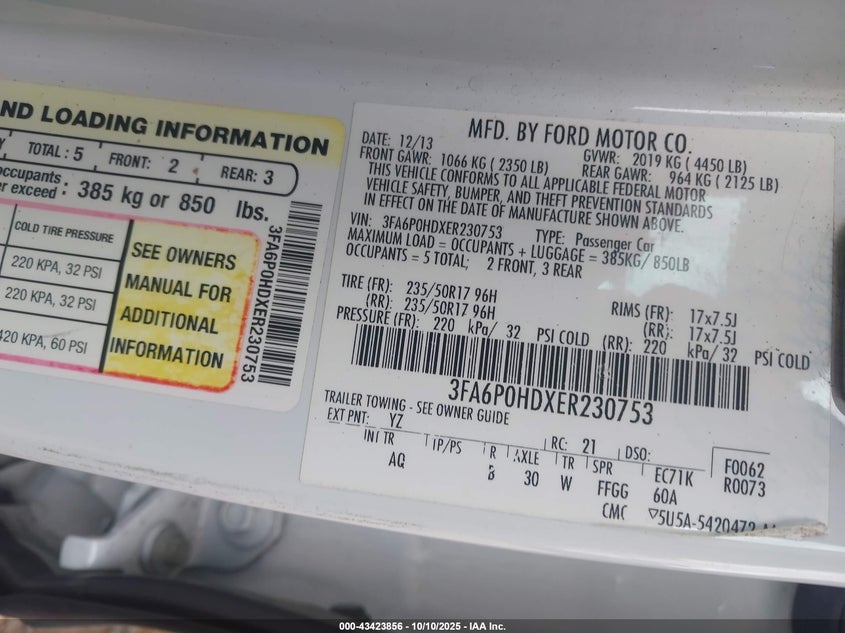 ND LOADING INFORMATION
TOTAL : 5 FRONT: 2 REAR: 3
occupants
er exceed : 385 kg or 850 lbs.
COLD TIRE PRESSURE
220 KPA, 32 PSI
220 KPA, 32 PSI
420 KPA, 60 PSI
SEE OWNERS
MANUAL FOR
ADDITIONAL
INFORMATION
3FA6P0HDXER230753
MFD. BY FORD MOTOR CO.
DATE: 12/13 GVWR: 2019 KG ( 4450 LB)
FRONT GAWR: 1066 KG ( 2350 LB) REAR GAWR: 964 KG ( 2125 LB)
THIS VEHICLE CONFORMS TO ALL APPLICABLE FEDERAL MOTOR
VEHICLE SAFETY, BUMPER, AND THEFT PREVENTION STANDARDS
IN EFFECT ON THE DATE OF MANUFACTURE SHOWN ABOVE.
VIN: 3FA6P0HDXER230753 TYPE: Passenger Car
MAXIMUM LOAD = OCCUPANTS + LUGGAGE = 385KG/ 850LB
OCCUPANTS = 5 TOTAL; 2 FRONT, 3 REAR
TIRE (FR): 235/50R17 96H RIMS (FR): 17x7.5J
(RR): 235/50R17 96H (RR): 17x7.5J
PRESSURE (FR): 220 kPa/ 32 PSI COLD (RR): 220 kPa/ 32 PSI COLD
3FA6P0HDXER230753
TRAILER TOWING - SEE OWNER GUIDE
EXT PNT: YZ RC: 21 DSO: F0062
INT TR TP/PS R AXLE TR SPR EC71K R0073
AQ B 30 W FFGG 60A
CMC 5U5A-5420472
000-43423856 - 10/10/2025 - IAA Inc.